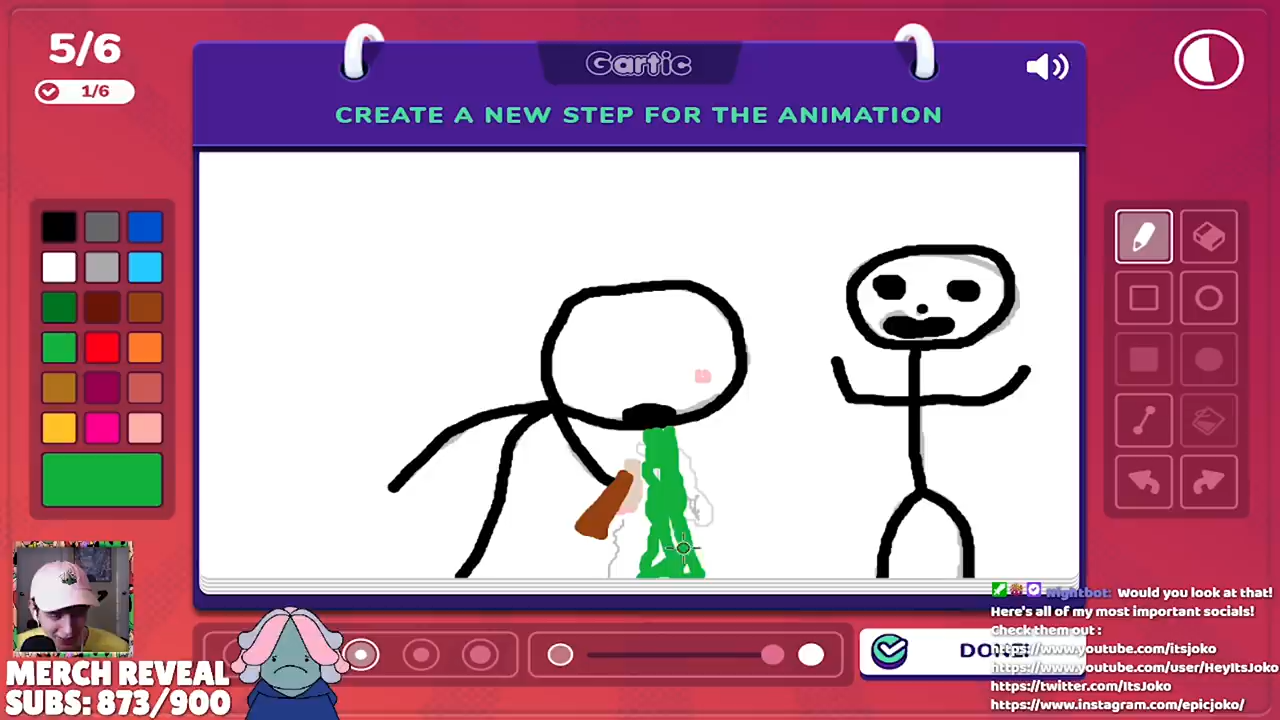 5/6
1/6
Gartic
CREATE A NEW STEP FOR THE ANIMATION
DONE!
Nightbot: Would you look at that!
Here's all of my most important socials!
Check them out :
https://www.youtube.com/itsjoko
https://www.youtube.com/user/HeyItsJoko
https://twitter.com/ItsJoko
https://www.instagram.com/epicjoko/
MERCH REVEAL
SUBS: 873/900